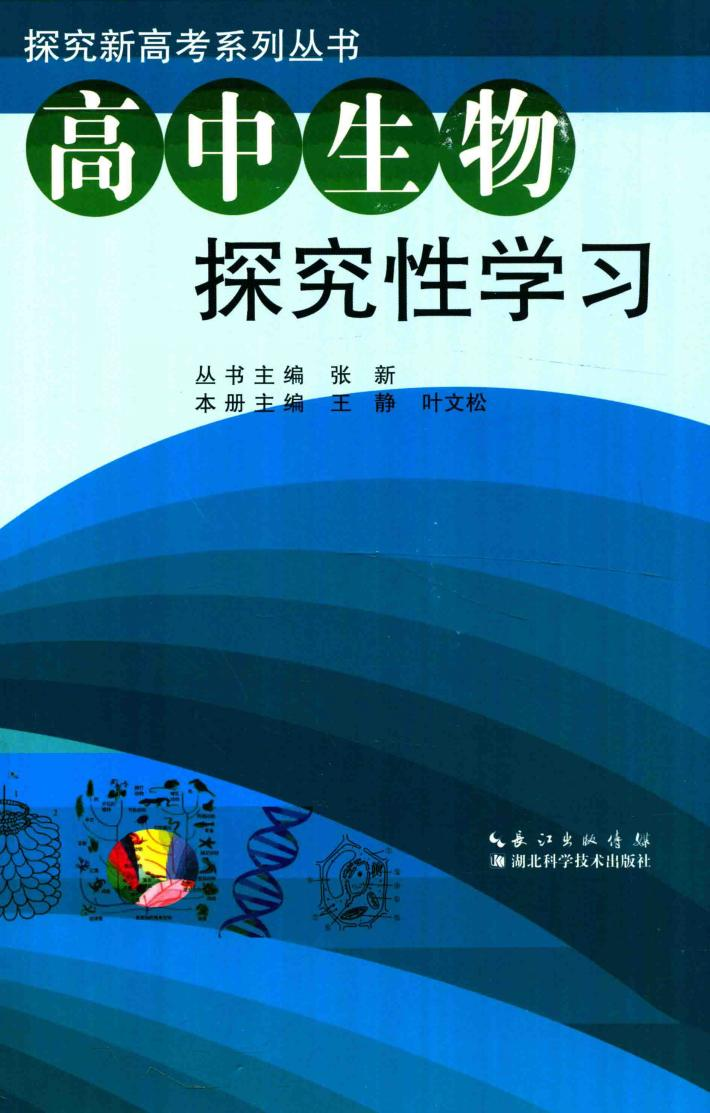 探究新高考系列丛书
高中生物
探究性学习
丛书主编 张 新
本册主编 王 静 叶文松
长江出版传媒
湖北科学技术出版社